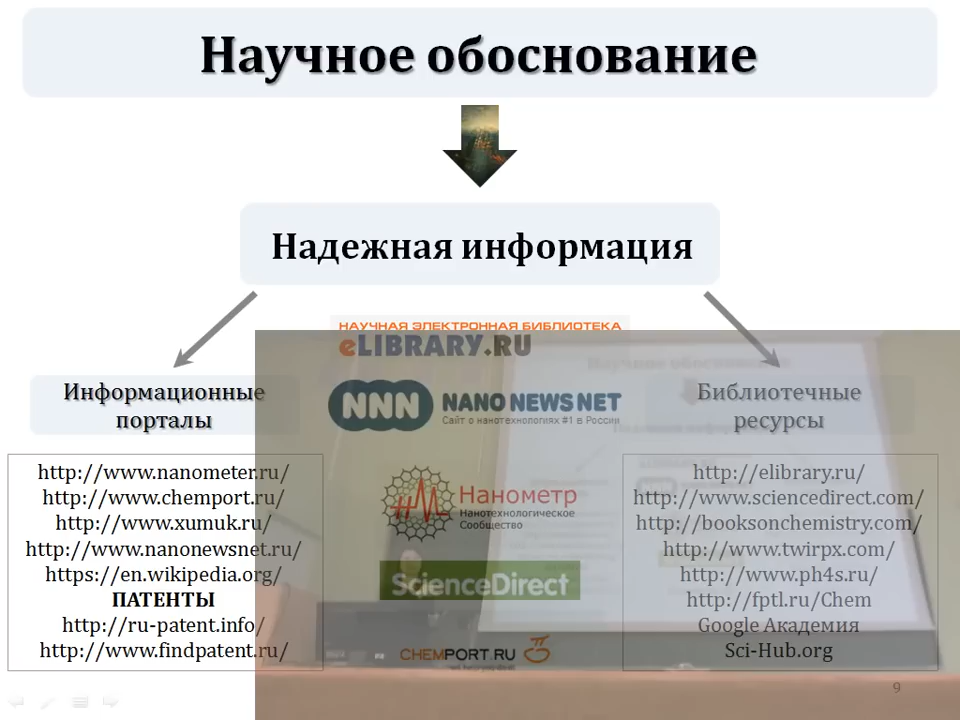 Научное обоснование
Надежная информация
НАУЧНАЯ ЭЛЕКТРОННАЯ БИБЛИОТЕКА
eLIBRARY.RU
NNN NANO NEWS NET
Сайт о нанотехнологиях #1 в России
Нанометр
Нанотехнологическое
Сообщество
ScienceDirect
CHEMPORT.RU
Информационные
порталы
http://www.nanometer.ru/
http://www.chemport.ru/
http://www.xumuk.ru/
http://www.nanonewsnet.ru/
https://en.wikipedia.org/
ПАТЕНТЫ
http://ru-patent.info/
http://www.findpatent.ru/
Библиотечные
ресурсы
http://elibrary.ru/
http://www.sciencedirect.com/
http://booksonchemistry.com/
http://www.twirpx.com/
http://www.ph4s.ru/
http://fptl.ru/Chem
Google Академия
Sci-Hub.org
9